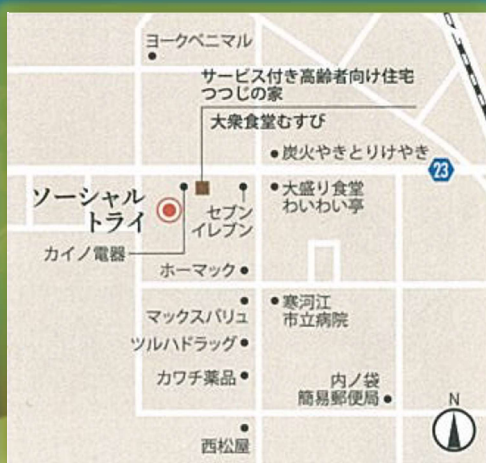 ヨークベニマル
サービス付き高齢者向け住宅
つつじの家
大衆食堂むすび
炭火やきとりけやき
23
ソーシャル
トライ
セブン
イレブン
大盛り食堂
わいわい亭
カイノ電器
ホーマック
マックスバリュ
寒河江
市立病院
ツルハドラッグ
カワチ薬品
内ノ袋
簡易郵便局
N
西松屋